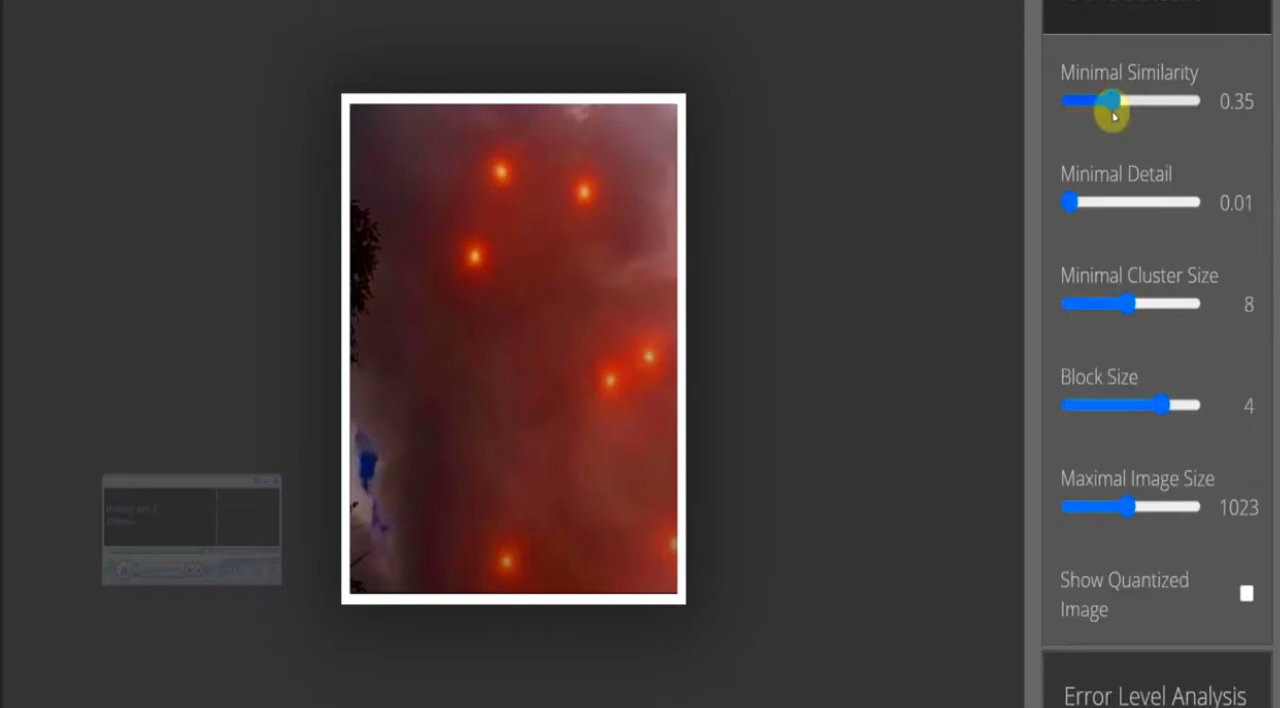 Minimal Similarity
0.35
Minimal Detail
0.01
Minimal Cluster Size
8
Block Size
4
Maximal Image Size
1023
Show Quantized
Image
Error Level Analysis